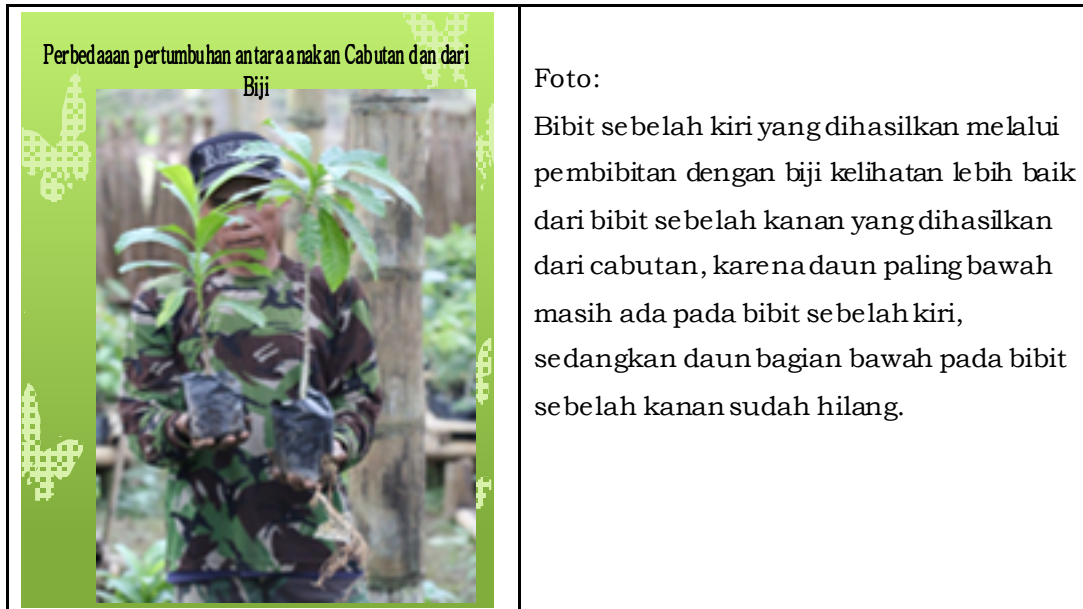 Perbedaaan pertumbuhan antara anakan Cabutan dan dari
Biji
Foto:
Bibit sebelah kiri yang dihasilkan melalui
pembibitan dengan biji kelihatan lebih baik
dari bibit sebelah kanan yang dihasilkan
dari cabutan, karena daun paling bawah
masih ada pada bibit sebelah kiri,
sedangkan daun bagian bawah pada bibit
sebelah kanan sudah hilang.